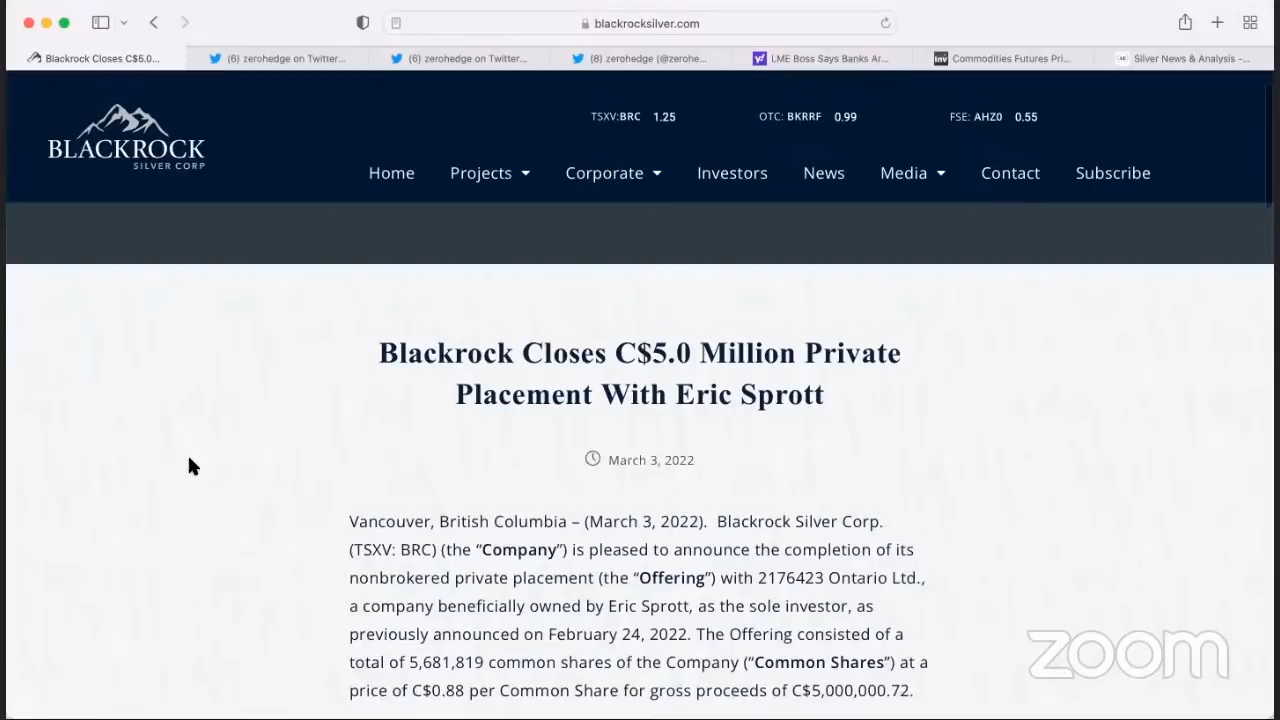 blackrocksilver.com
Blackrock Closes C$5.0...
(6) zerohedge on Twitter...
(6) zerohedge on Twitter...
(8) zerohedge (@zerohe...
LME Boss Says Banks Ar...
inv Commodities Futures Pri...
Silver News & Analysis -...
TSXV:BRC 1.25
OTC: BKRRF 0.99
FSE: AHZ0 0.55
BLACKROCK
SILVER CORP
Home Projects Corporate Investors News Media Contact Subscribe
Blackrock Closes C$5.0 Million Private
Placement With Eric Sprott
March 3, 2022
Vancouver, British Columbia – (March 3, 2022). Blackrock Silver Corp.
(TSXV: BRC) (the “Company”) is pleased to announce the completion of its
nonbrokered private placement (the “Offering”) with 2176423 Ontario Ltd.,
a company beneficially owned by Eric Sprott, as the sole investor, as
previously announced on February 24, 2022. The Offering consisted of a
total of 5,681,819 common shares of the Company (“Common Shares”) at a
price of C$0.88 per Common Share for gross proceeds of C$5,000,000.72.
zoom